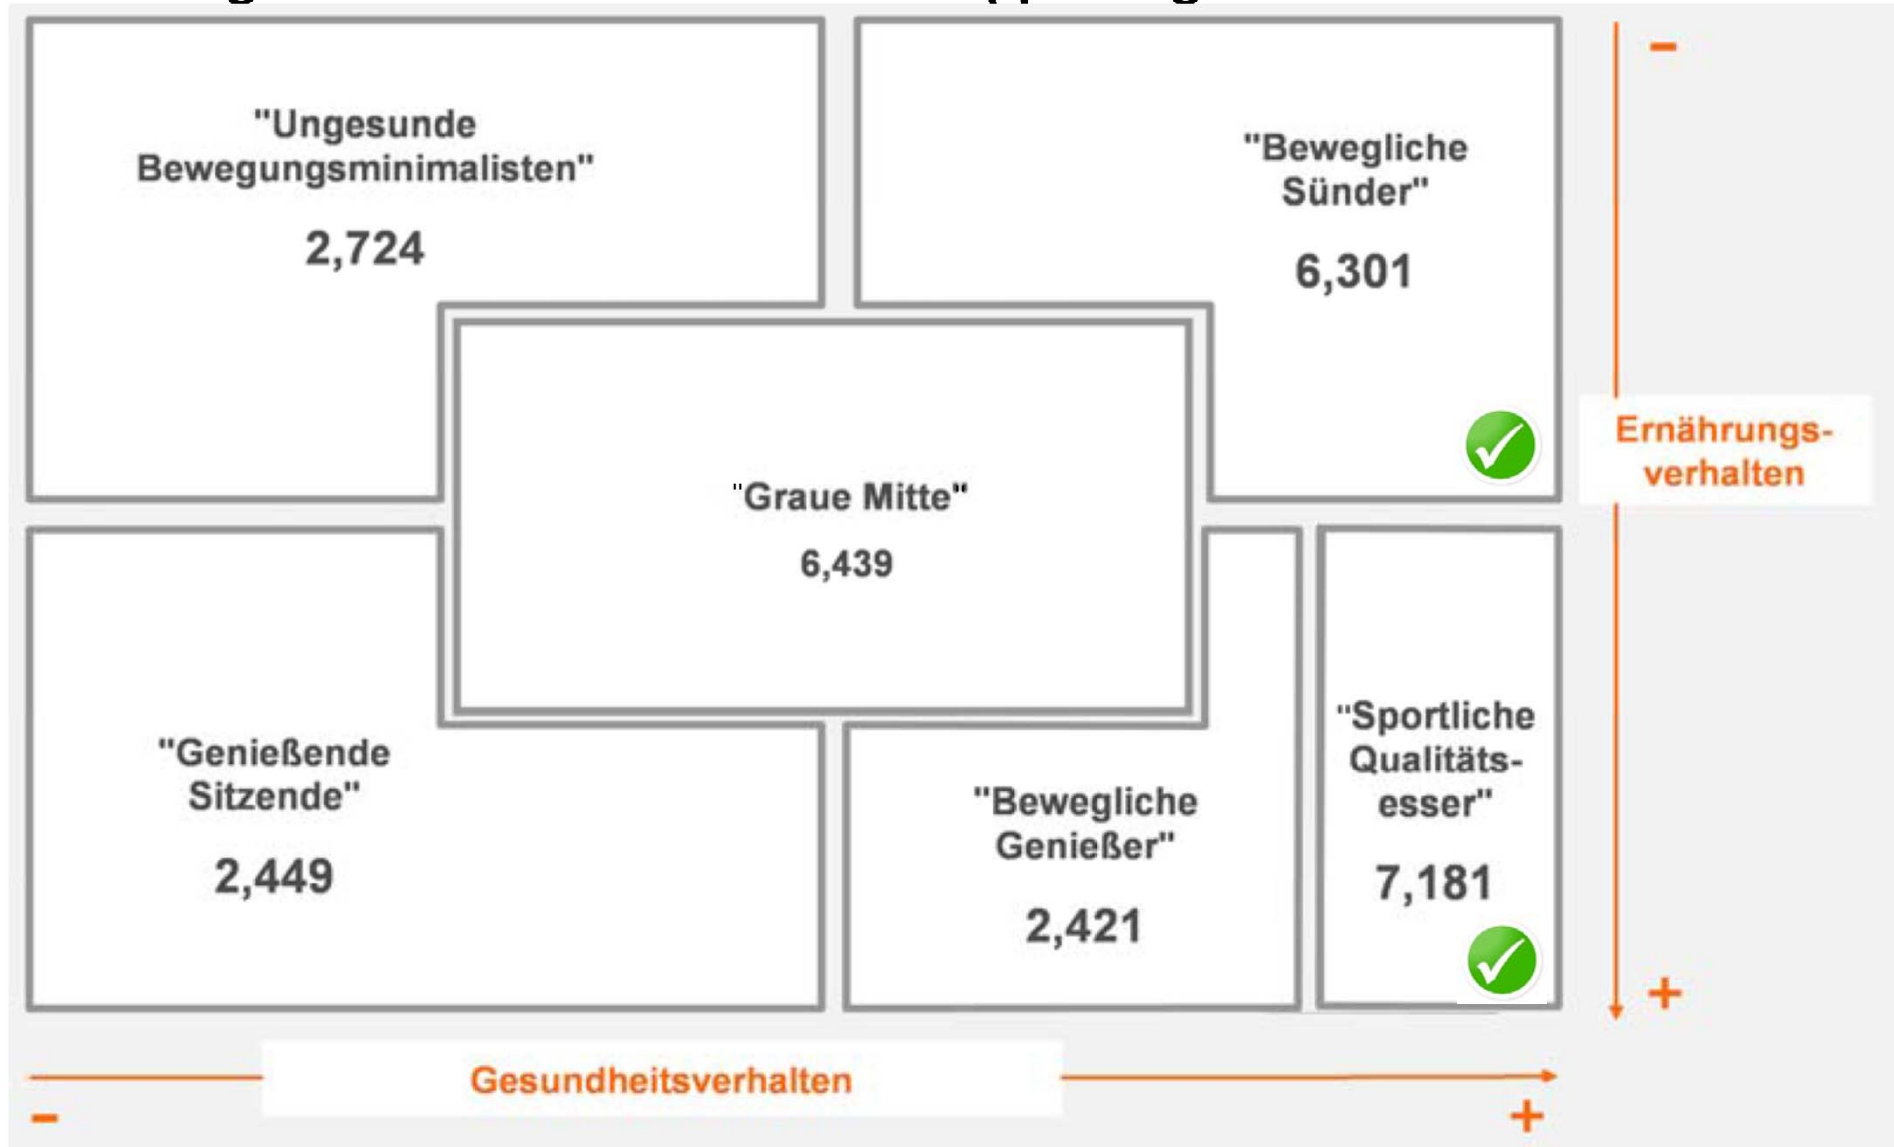 "Ungesunde
Bewegungsminimalisten"
2,724
"Bewegliche
Sünder"
6,301
"Graue Mitte"
6,439
"Genießende
Sitzende"
2,449
"Bewegliche
Genießer"
2,421
"Sportliche
Qualitäts-
esser"
7,181
-
Ernährungs-
verhalten
+
Gesundheitsverhalten
-
+